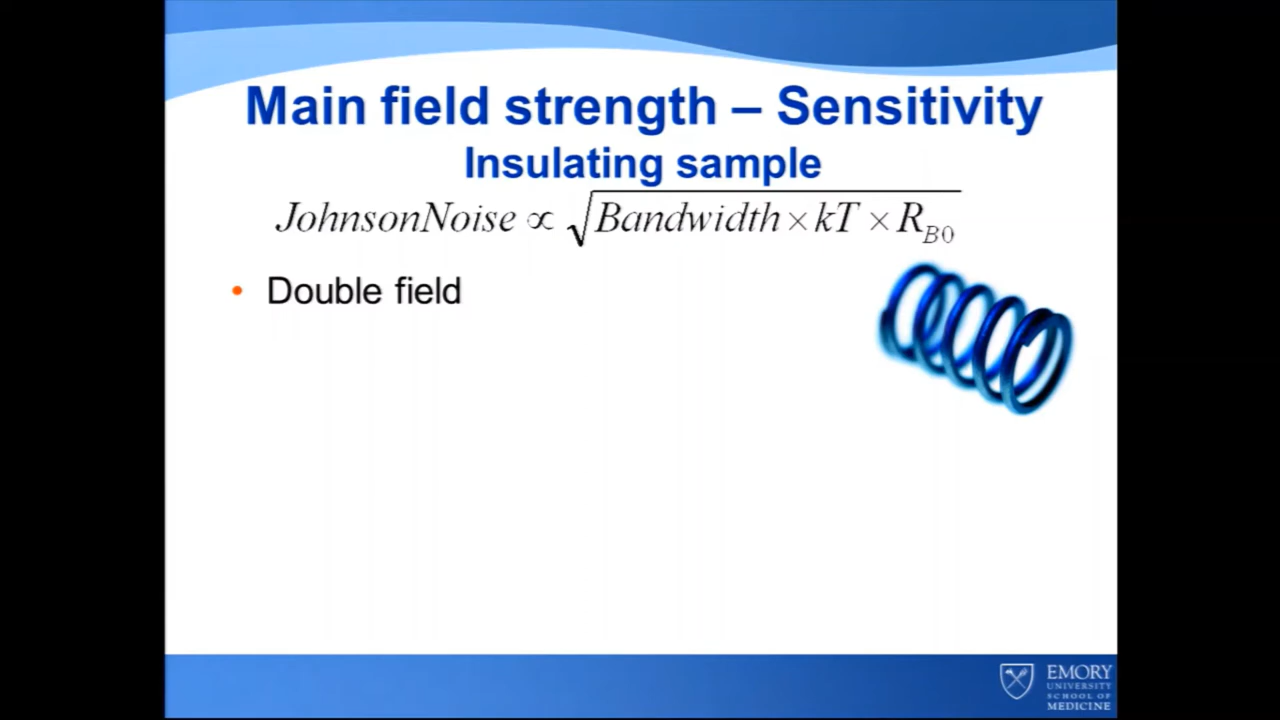 Main field strength – Sensitivity
Insulating sample
JohnsonNoise ∝ √Bandwidth × kT × R_B0
• Double field
EMORY
UNIVERSITY
SCHOOL OF
MEDICINE